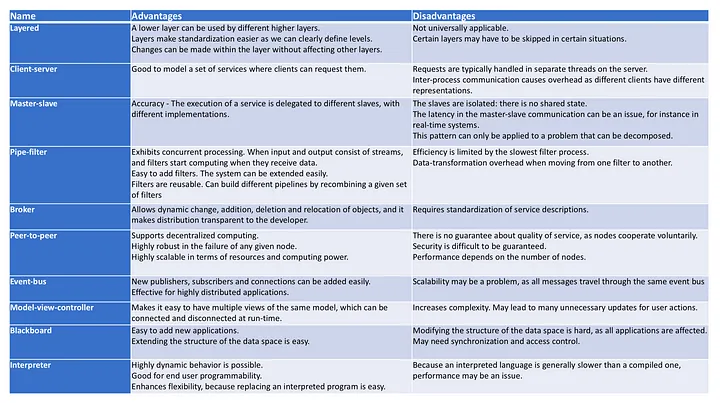 Name Advantages Disadvantages
Layered A lower layer can be used by different higher layers. Not universally applicable.
Layers make standardization easier as we can clearly define levels. Certain layers may have to be skipped in certain situations.
Changes can be made within the layer without affecting other layers.
Client-server Good to model a set of services where clients can request them. Requests are typically handled in separate threads on the server.
Inter-process communication causes overhead as different clients have different
representations.
Master-slave Accuracy - The execution of a service is delegated to different slaves, with The slaves are isolated: there is no shared state.
different implementations. The latency in the master-slave communication can be an issue, for instance in
real-time systems.
This pattern can only be applied to a problem that can be decomposed.
Pipe-filter Exhibits concurrent processing. When input and output consist of streams, Efficiency is limited by the slowest filter process.
and filters start computing when they receive data. Data-transformation overhead when moving from one filter to another.
Easy to add filters. The system can be extended easily.
Filters are reusable. Can build different pipelines by recombining a given set
of filters
Broker Allows dynamic change, addition, deletion and relocation of objects, and it Requires standardization of service descriptions.
makes distribution transparent to the developer.
Peer-to-peer Supports decentralized computing. There is no guarantee about quality of service, as nodes cooperate voluntarily.
Highly robust in the failure of any given node. Security is difficult to be guaranteed.
Highly scalable in terms of resources and computing power. Performance depends on the number of nodes.
Event-bus New publishers, subscribers and connections can be added easily. Scalability may be a problem, as all messages travel through the same event bus
Effective for highly distributed applications.
Model-view-controller Makes it easy to have multiple views of the same model, which can be Increases complexity. May lead to many unnecessary updates for user actions.
connected and disconnected at run-time.
Blackboard Easy to add new applications. Modifying the structure of the data space is hard, as all applications are affected.
Extending the structure of the data space is easy. May need synchronization and access control.
Interpreter Highly dynamic behavior is possible. Because an interpreted language is generally slower than a compiled one,
Good for end user programmability. performance may be an issue.
Enhances flexibility, because replacing an interpreted program is easy.